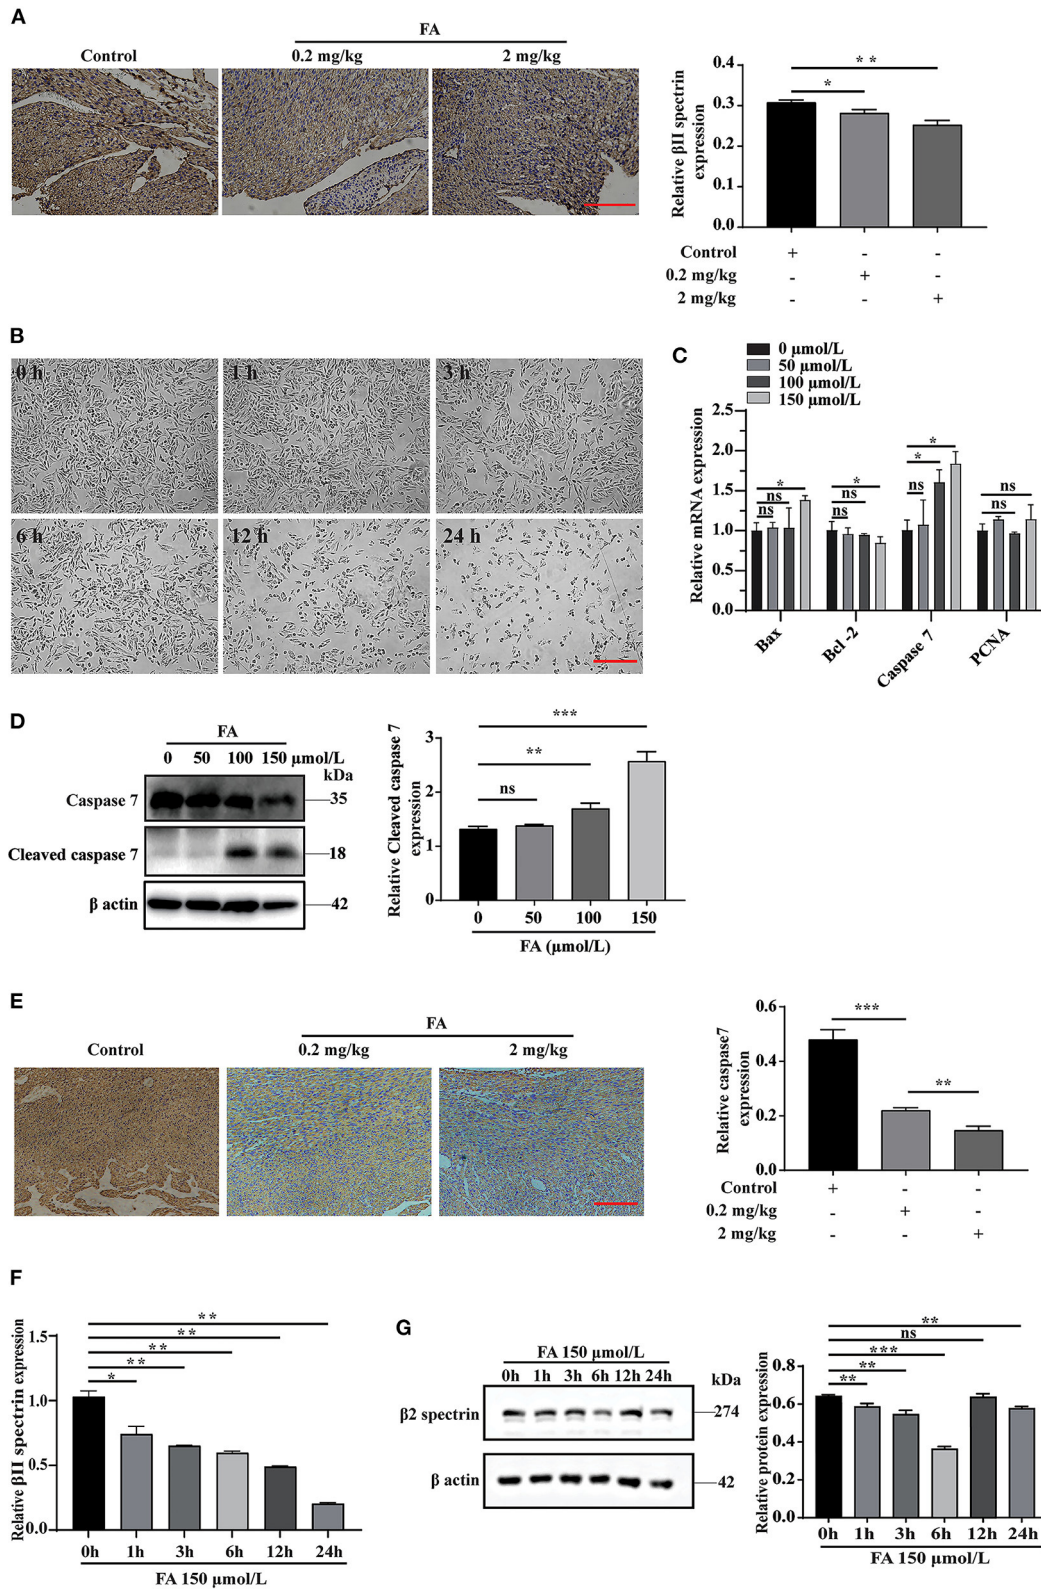 A
FA
Control 0.2 mg/kg 2 mg/kg
Relative βII spectrin
expression
0.4
0.3
0.2
0.1
0.0
* *
*
Control + - -
0.2 mg/kg - + -
2 mg/kg - - +
B
0 h 1 h 3 h
6 h 12 h 24 h
C
0 µmol/L
50 µmol/L
100 µmol/L
150 µmol/L
Relative mRNA expression
2.5
2.0
1.5
1.0
0.5
0.0
* ns ns
* ns ns
* * ns
ns ns
Bax Bcl -2 Caspase 7 PCNA
D
FA
0 50 100 150 µmol/L
kDa
Caspase 7 35
Cleaved caspase 7 18
β actin 42
Relative Cleaved caspase 7
expression
3
2
1
0
***
**
ns
0 50 100 150
FA (µmol/L)
E
FA
Control 0.2 mg/kg 2 mg/kg
Relative caspase7
expression
0.6
0.4
0.2
0.0
***
**
Control + - -
0.2 mg/kg - + -
2 mg/kg - - +
F
Relative βII spectrin expression
1.5
1.0
0.5
0.0
* *
* *
* *
* *
*
0h 1h 3h 6h 12h 24h
FA 150 µmol/L
G
FA 150 µmol/L
0h 1h 3h 6h 12h 24h kDa
β2 spectrin 274
β actin 42
Relative protein expression
0.8
0.6
0.4
0.2
0.0
**
ns
***
**
**
0h 1h 3h 6h 12h 24h
FA 150 µmol/L